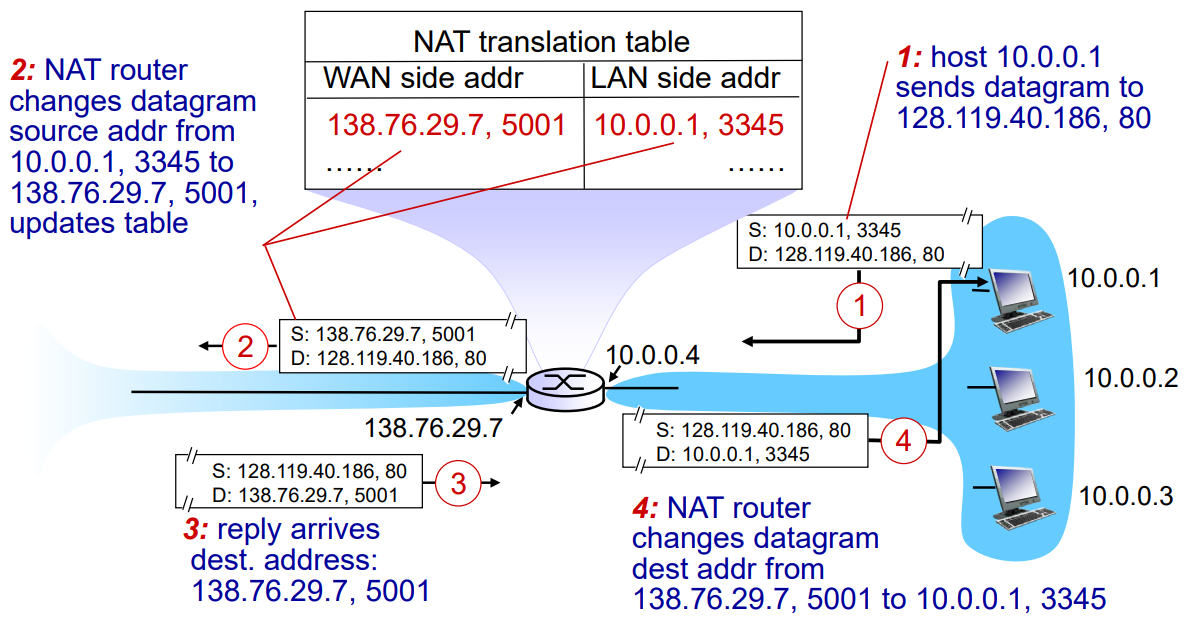 NAT translation table
WAN side addr LAN side addr
138.76.29.7, 5001 10.0.0.1, 3345
...... ......
2: NAT router
changes datagram
source addr from
10.0.0.1, 3345 to
138.76.29.7, 5001,
updates table
1: host 10.0.0.1
sends datagram to
128.119.40.186, 80
S: 10.0.0.1, 3345
D: 128.119.40.186, 80
1
10.0.0.1
S: 138.76.29.7, 5001
D: 128.119.40.186, 80
2
10.0.0.4
10.0.0.2
138.76.29.7
S: 128.119.40.186, 80
D: 10.0.0.1, 3345
4
S: 128.119.40.186, 80
D: 138.76.29.7, 5001
3
10.0.0.3
3: reply arrives
dest. address:
138.76.29.7, 5001
4: NAT router
changes datagram
dest addr from
138.76.29.7, 5001 to 10.0.0.1, 3345